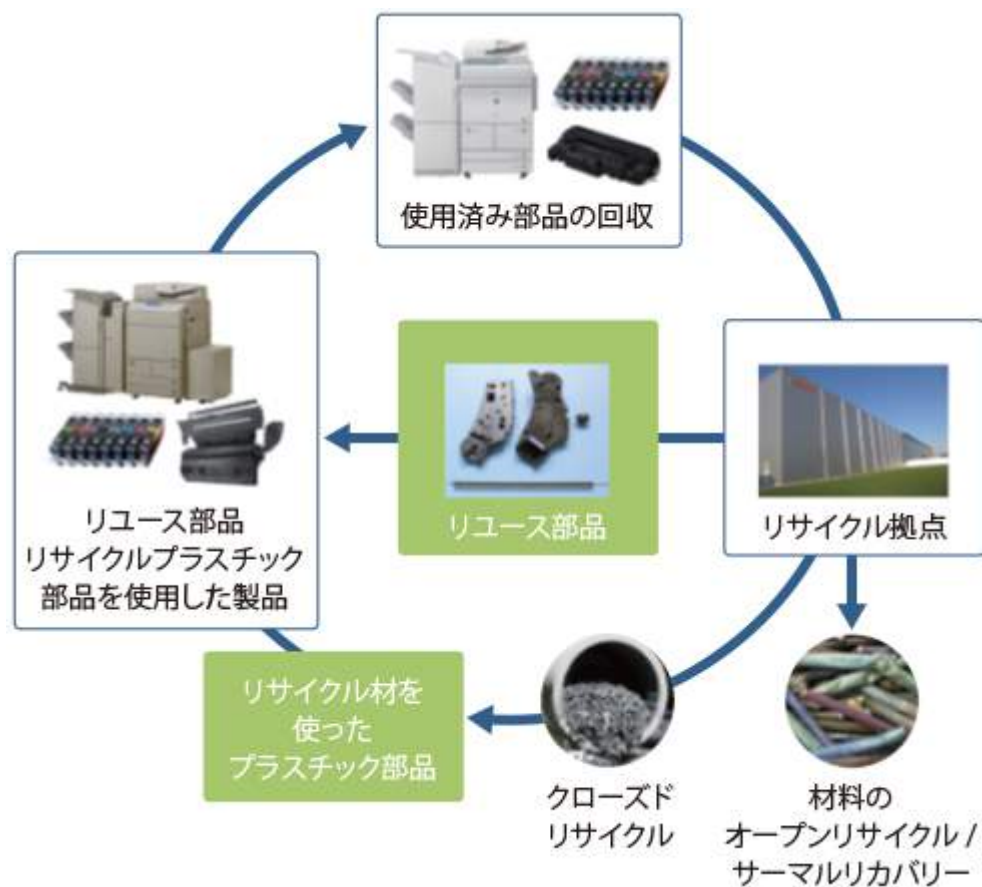 使用済み部品の回収
リユース部品
リサイクルプラスチック
部品を使用した製品
リユース部品
リサイクル拠点
リサイクル材を
使った
プラスチック部品
クローズド
リサイクル
材料の
オープンリサイクル /
サーマルリカバリー